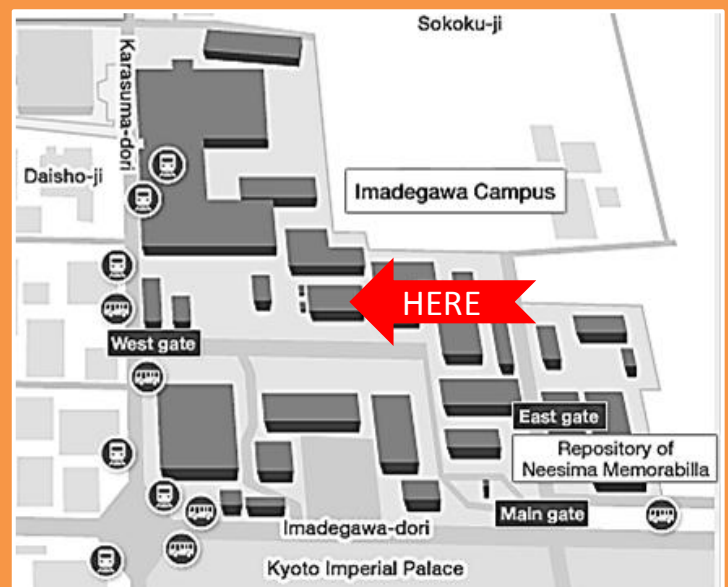 Sokoku-ji
Karasuma-dori
Daisho-ji
Imadegawa Campus
HERE
West gate
East gate
Repository of
Neesima Memorabilla
Main gate
Imadegawa-dori
Kyoto Imperial Palace